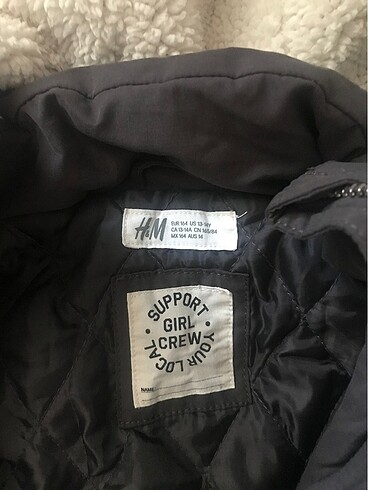 H&M
EUR 164 US 13-14Y
CA 13-14A CN 165/84
MX 164 AUS 14
• SUPPORT • YOUR LOCAL
GIRL
CREW
NAME: